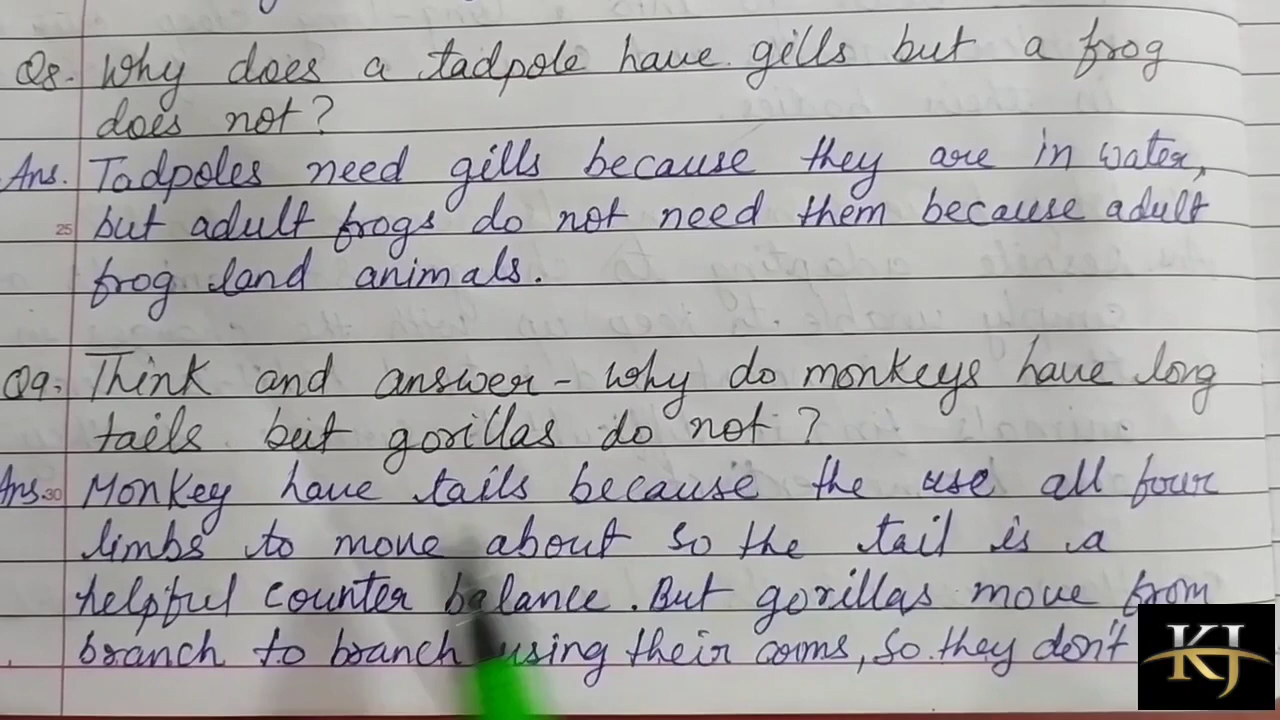 Q8. Why does a tadpole have gills but a frog
does not?
Ans. Tadpoles need gills because they are in water,
25 but adult frogs do not need them because adult
frog land animals.
Q9. Think and answer - Why do monkeys have long
tails but gorillas do not?
Ans. 30 Monkey have tails because the use all four
limbs to move about so the tail is a
helpful counter balance. But gorillas move from
branch to branch using their arms, so they don't
KJ